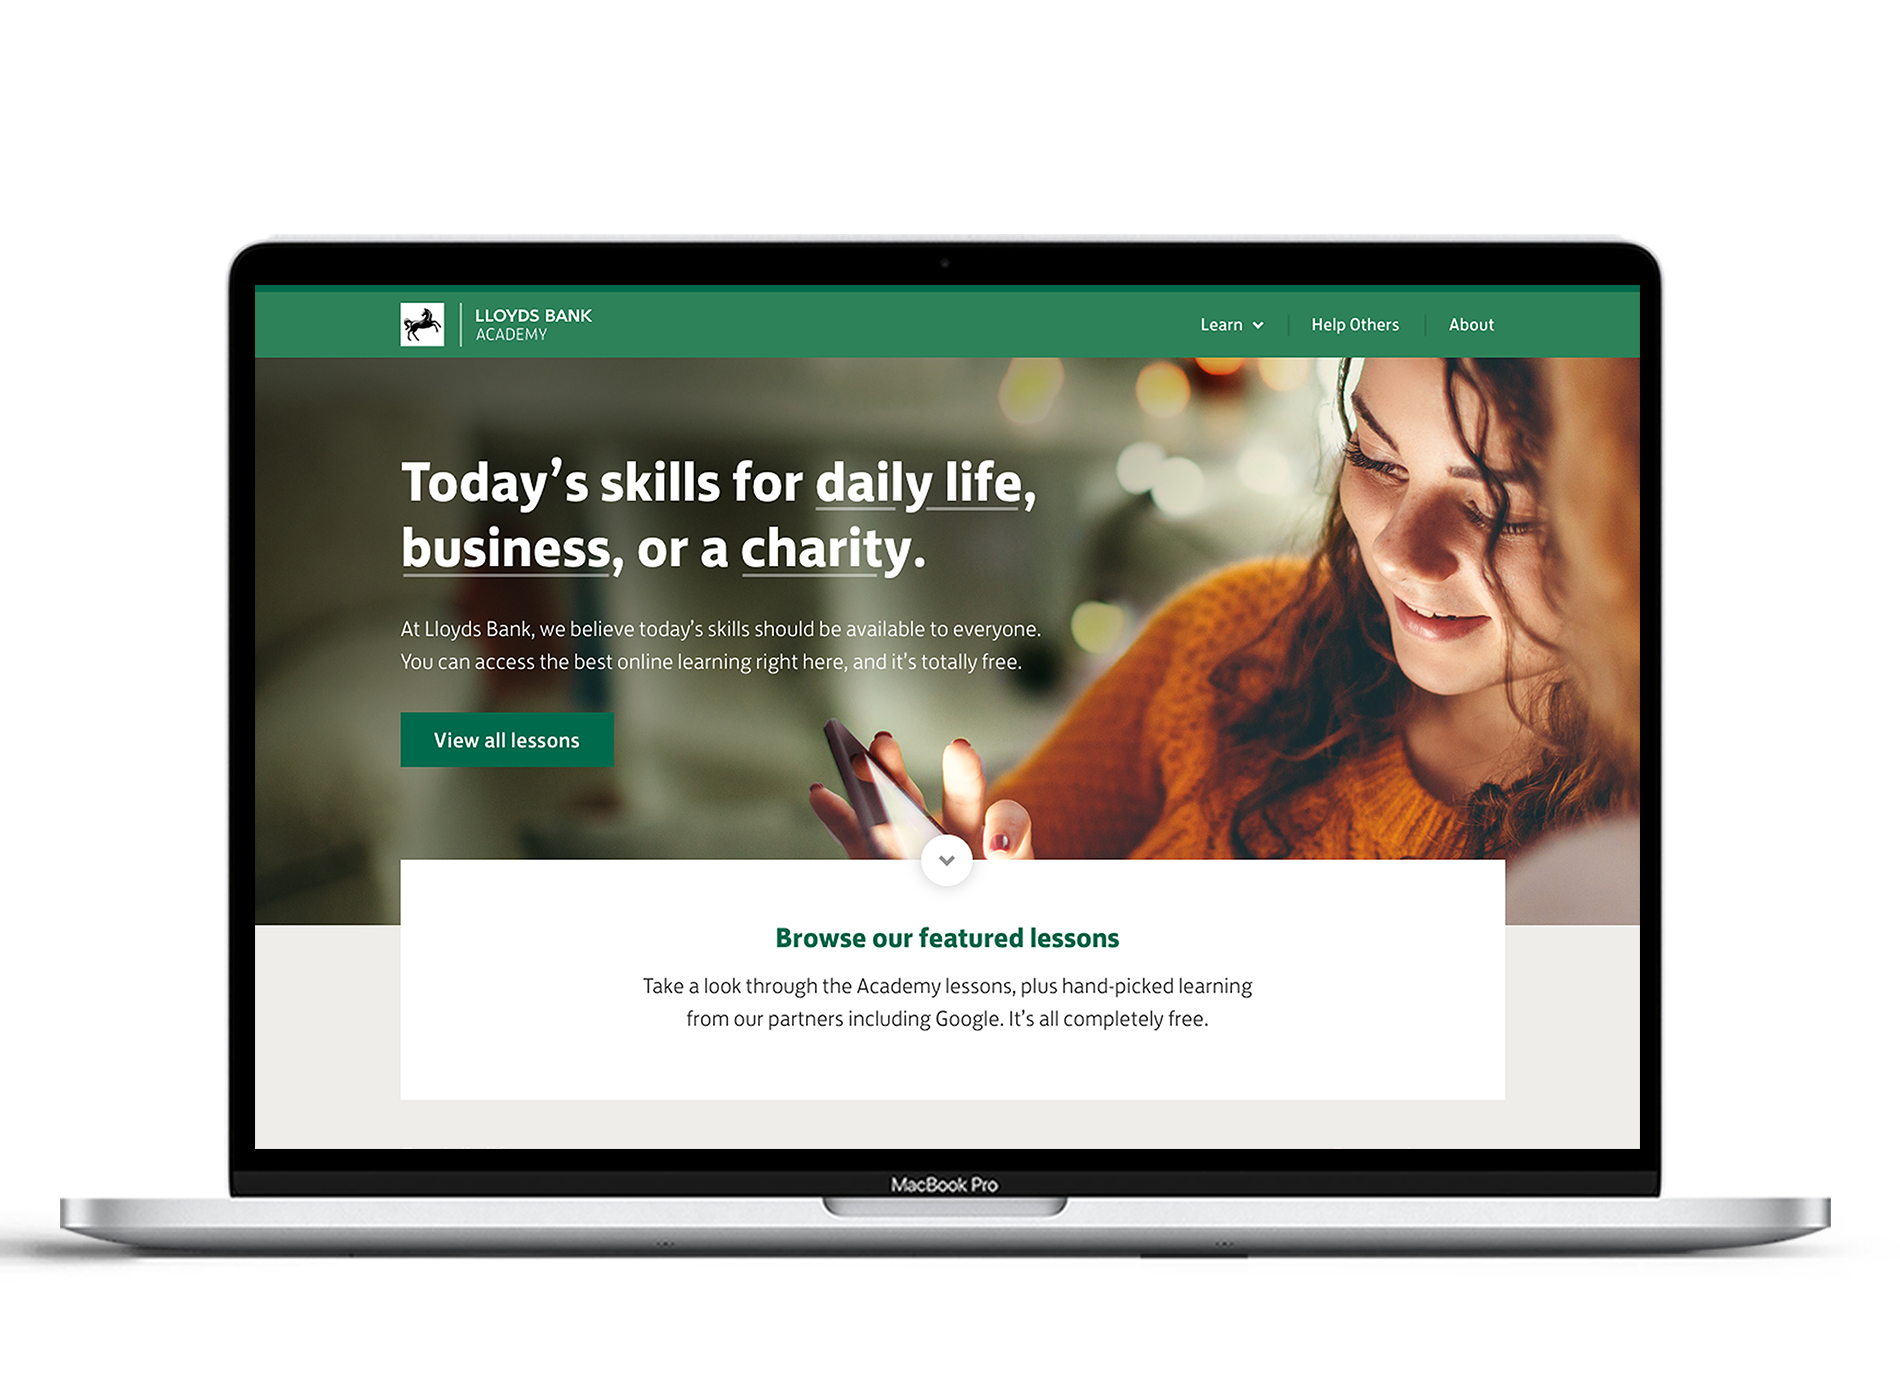 LLOYDS BANK
ACADEMY
Learn
Help Others
About
Today’s skills for daily life,
business, or a charity.
At Lloyds Bank, we believe today’s skills should be available to everyone.
You can access the best online learning right here, and it’s totally free.
View all lessons
Browse our featured lessons
Take a look through the Academy lessons, plus hand-picked learning
from our partners including Google. It’s all completely free.
MacBook Pro